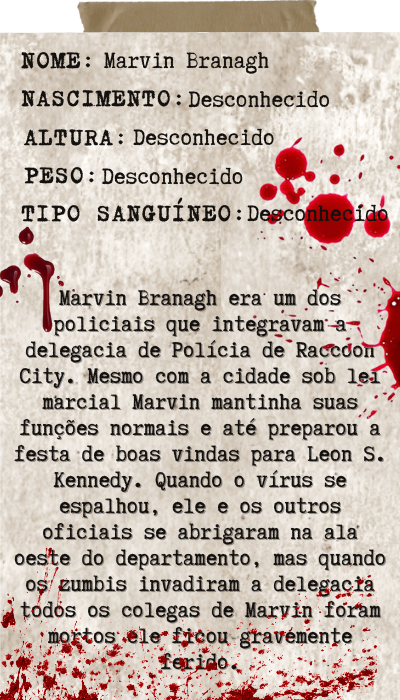 NOME: Marvin Branagh
NASCIMENTO: Desconhecido
ALTURA: Desconhecido
PESO: Desconhecido
TIPO SANGUÍNEO: Desconhecido
Marvin Branagh era um dos
policiais que integravam a
delegacia de Polícia de Raccoon
City. Mesmo com a cidade sob lei
marcial Marvin mantinha suas
funções normais e até preparou a
festa de boas vindas para Leon S.
Kennedy. Quando o vírus se
espalhou, ele e os outros
oficiais se abrigaram na ala
oeste do departamento, mas quando
os zumbis invadiram a delegacia
todos os colegas de Marvin foram
mortos ele ficou gravemente
ferido.